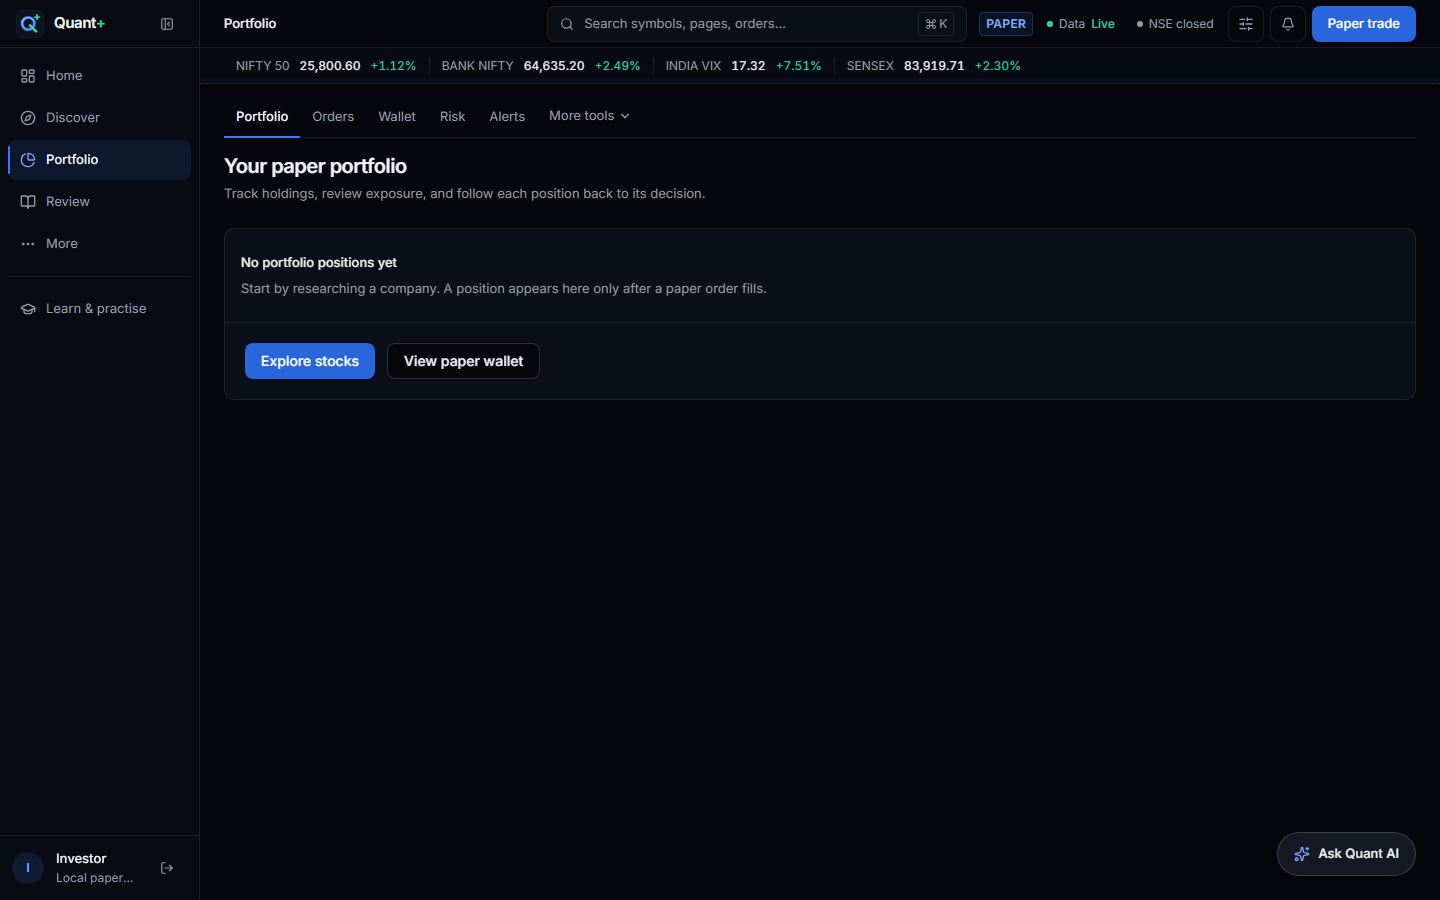 Quant+
Portfolio
Search symbols, pages, orders...
⌘ K
PAPER
Data Live
NSE closed
Paper trade
NIFTY 50 25,800.60 +1.12%
BANK NIFTY 64,635.20 +2.49%
INDIA VIX 17.32 +7.51%
SENSEX 83,919.71 +2.30%
Home
Discover
Portfolio
Review
More
Learn & practise
Portfolio
Orders
Wallet
Risk
Alerts
More tools
Your paper portfolio
Track holdings, review exposure, and follow each position back to its decision.
No portfolio positions yet
Start by researching a company. A position appears here only after a paper order fills.
Explore stocks
View paper wallet
I
Investor
Local paper...
Ask Quant AI